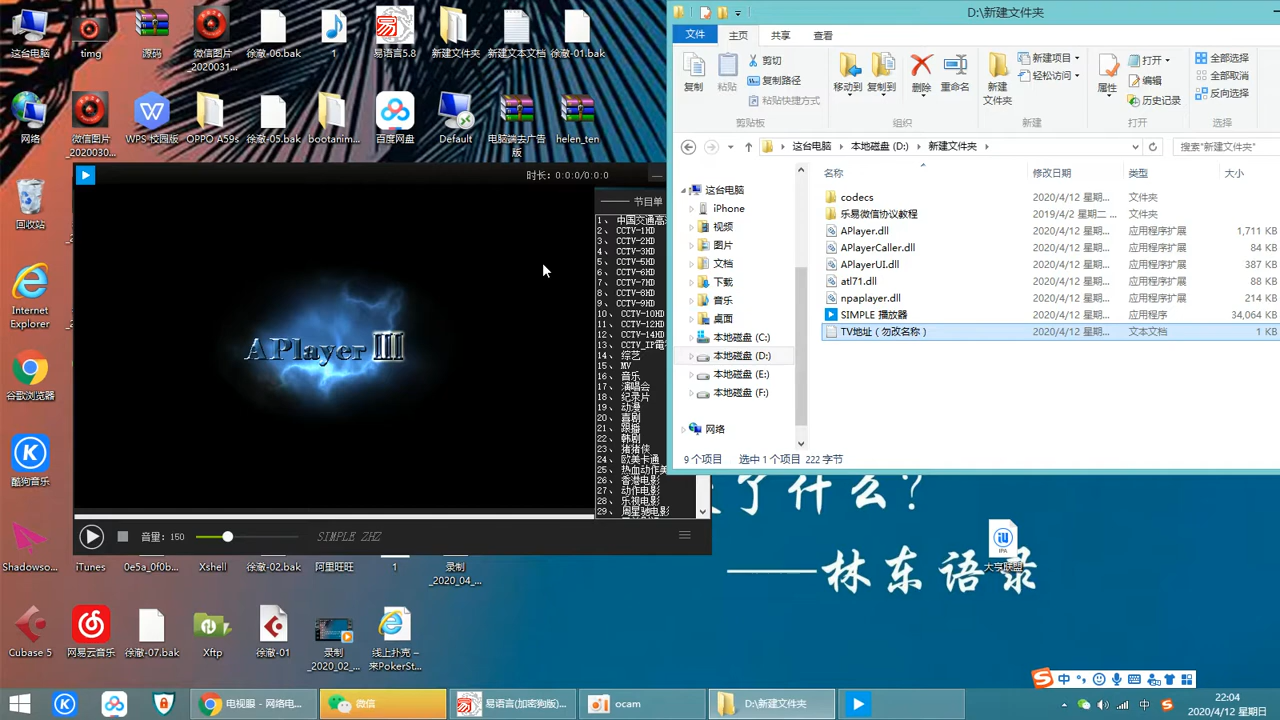 这台电脑
timg
源码
微信图片_2020031...
徐澈-06.bak
1
易语言5.8
新建文件夹
新建文本文档
徐澈-01.bak
网络
微信图片_2020030...
WPS 校园版
OPPO A59s
徐澈-05.bak
bootanim...
百度网盘
Default
电脑端去广告版
helen_ten
回收站
Internet Explorer
谷歌浏览器
酷狗音乐
Shadowso...
iTunes
0e5a_0f0b...
Xshell
徐澈-02.bak
阿里旺旺
1
录制_2020_04_...
Cubase 5
网易云音乐
徐澈-07.bak
Xftp
徐澈-01
录制_2020_02_...
线上扑克 – 来PokerSt...
时长: 0:0:0/0:0:0
节目单
1、
2、 CCTV-1HD
3、 CCTV-2HD
4、 CCTV-3HD
5、 CCTV-5HD
6、 CCTV-6HD
7、 CCTV-7HD
8、 CCTV-8HD
9、 CCTV-9HD
10、 CCTV-10HD
11、 CCTV-12HD
12、 CCTV-14HD
13、
14、 综艺
15、 MV
16、 音乐
17、 演唱会
18、 纪录片
19、 动漫
20、 喜剧
21、
22、 韩剧
23、 猪猪侠
24、 欧美卡通
25、 热血动作美
26、 香港电影
27、 动作电影
28、 乐视电影
29、 周星驰电影
APlayer III
音量: 150
SIMPLE ZHZ
D:\新建文件夹
文件
主页
共享
查看
复制
粘贴
剪切
复制路径
粘贴快捷方式
剪贴板
移动到
复制到
删除
重命名
组织
新建
文件夹
新建项目
轻松访问
新建
属性
打开
编辑
历史记录
打开
全部选择
全部取消
反向选择
选择
这台电脑
本地磁盘 (D:)
新建文件夹
搜索"新建文件夹"
名称
修改日期
类型
大小
这台电脑
iPhone
视频
图片
文档
下载
音乐
桌面
本地磁盘 (C:)
本地磁盘 (D:)
本地磁盘 (E:)
本地磁盘 (F:)
网络
codecs 2020/4/12 星期... 文件夹
乐易微信协议教程 2019/4/2 星期二 ... 文件夹
APlayer.dll 2020/4/12 星期... 应用程序扩展 1,711 KB
APlayerCaller.dll 2020/4/12 星期... 应用程序扩展 84 KB
APlayerUI.dll 2020/4/12 星期... 应用程序扩展 387 KB
atl71.dll 2020/4/12 星期... 应用程序扩展 88 KB
npaplayer.dll 2020/4/12 星期... 应用程序扩展 214 KB
SIMPLE 播放器 2020/4/12 星期... 应用程序 34,064 KB
TV地址（勿改名称） 2020/4/12 星期... 文本文档 1 KB
9 个项目
选中 1 个项目 222 字节
了什么？
——林东语录
IPA
大亨联盟
中
电视眼 - 网络电...
微信
易语言(加密狗版)...
ocam
D:\新建文件夹
中
22:04
2020/4/12 星期日